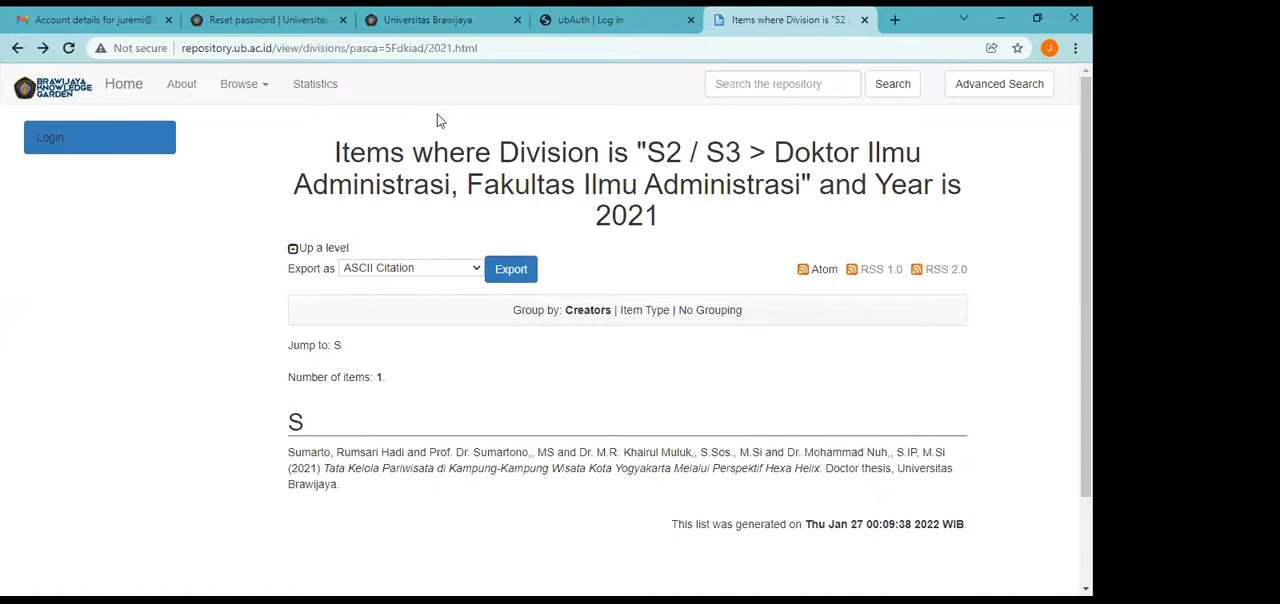 Account details for juremi@
Reset password | Universitas
Universitas Brawijaya
ubAuth | Log in
Items where Division is "S2
Not secure
repository.ub.ac.id/view/divisions/pasca=5Fdkiad/2021.html
J
BRAWIJAYA
KNOWLEDGE
GARDEN
Home
About
Browse
Statistics
Search the repository
Search
Advanced Search
Login
Items where Division is "S2 / S3 > Doktor Ilmu
Administrasi, Fakultas Ilmu Administrasi" and Year is
2021
Up a level
Export as ASCII Citation Export
Atom RSS 1.0 RSS 2.0
Group by: Creators | Item Type | No Grouping
Jump to: S
Number of items: 1.
S
Sumarto, Rumsari Hadi and Prof. Dr. Sumartono,, MS and Dr. M.R. Khairul Muluk,, S.Sos., M.Si and Dr. Mohammad Nuh,, S.IP, M.Si
(2021) Tata Kelola Pariwisata di Kampung-Kampung Wisata Kota Yogyakarta Melalui Perspektif Hexa Helix. Doctor thesis, Universitas
Brawijaya.
This list was generated on Thu Jan 27 00:09:38 2022 WIB.